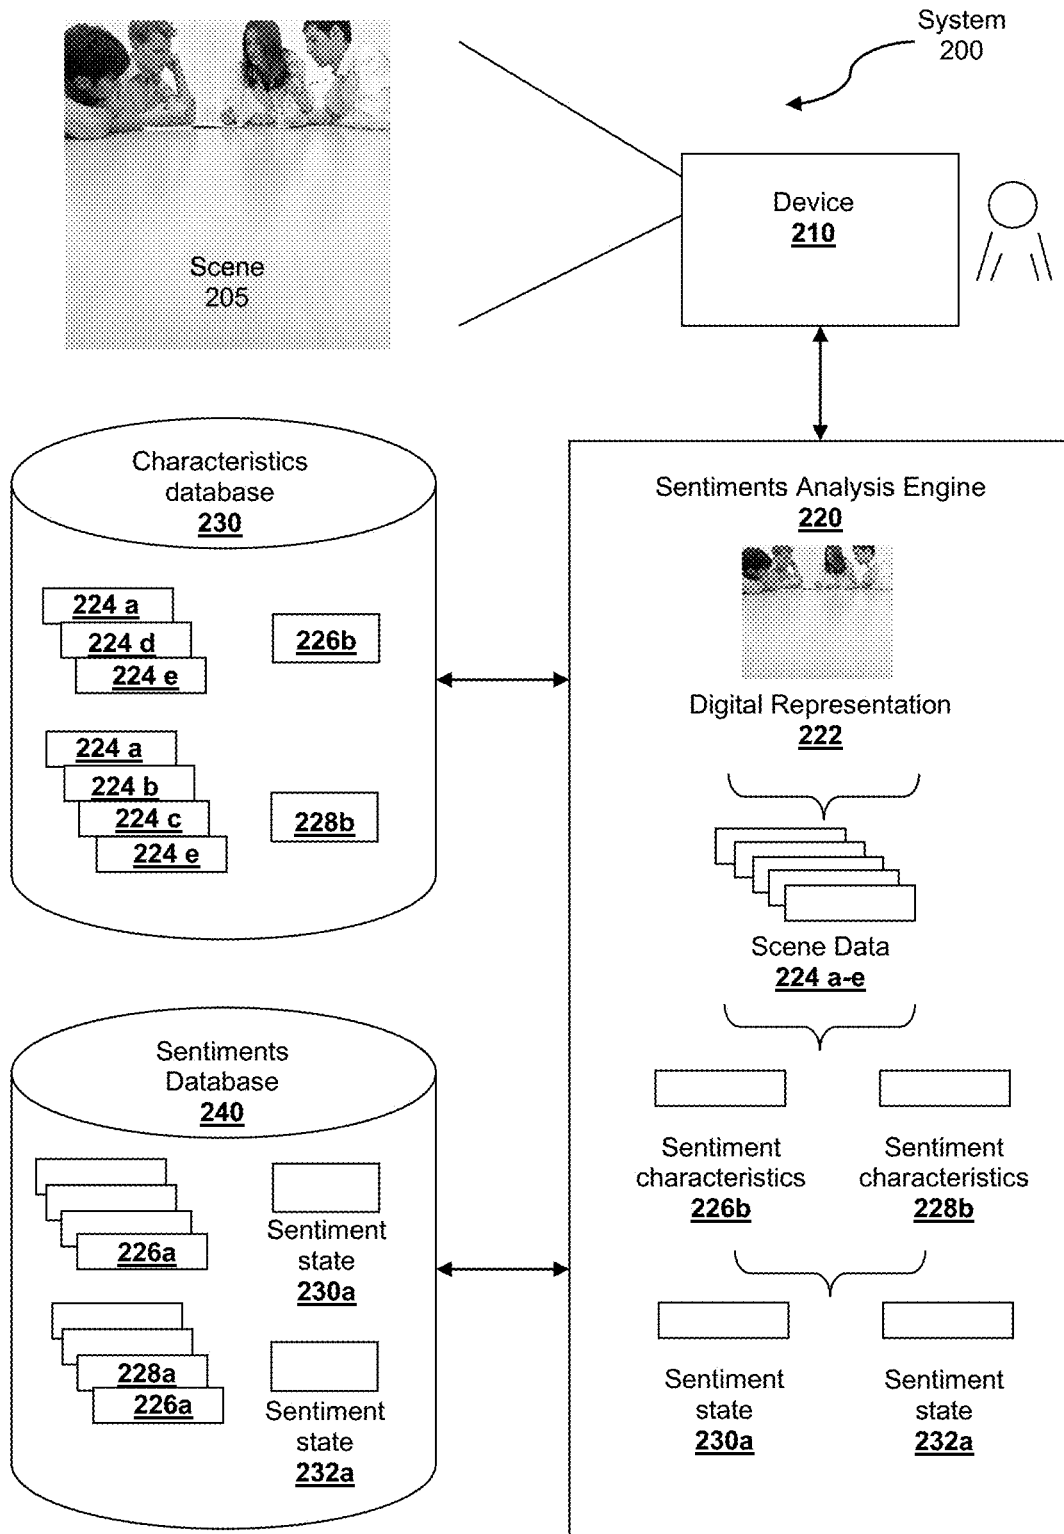 System
200
Device
210
Scene
205
Characteristics
database
230
224 a
224 d
224 e
226b
224 a
224 b
224 c
224 e
228b
Sentiments Analysis Engine
220
Digital Representation
222
Scene Data
224 a-e
Sentiment
characteristics
226b
Sentiment
characteristics
228b
Sentiment
state
230a
Sentiment
state
232a
Sentiments
Database
240
226a
Sentiment
state
230a
228a
226a
Sentiment
state
232a